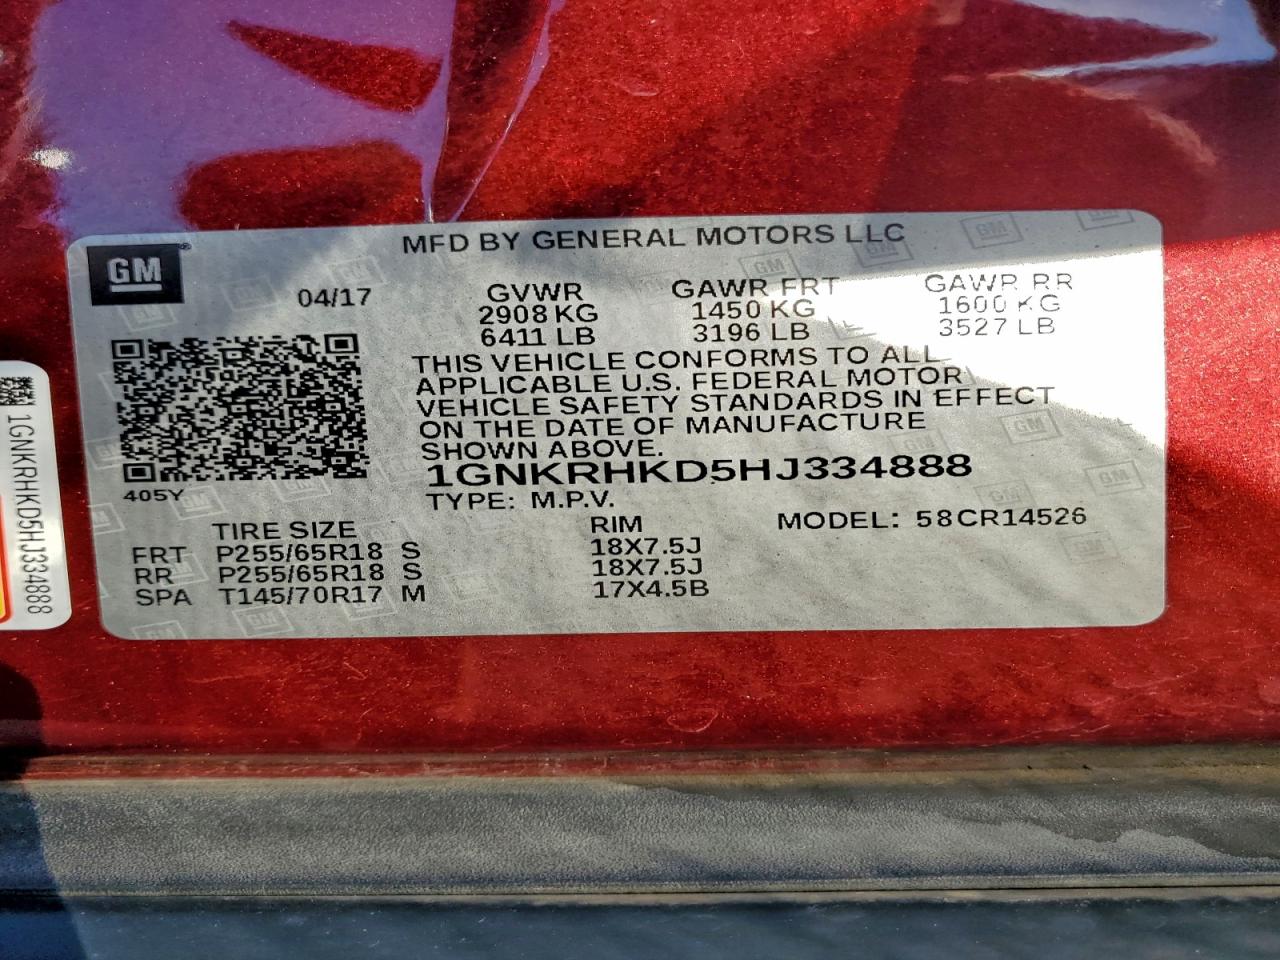 GM
MFD BY GENERAL MOTORS LLC
04/17
GVWR GAWR FRT GAWR RR
2908 KG 1450 KG 1600 KG
6411 LB 3196 LB 3527 LB
THIS VEHICLE CONFORMS TO ALL
APPLICABLE U.S. FEDERAL MOTOR
VEHICLE SAFETY STANDARDS IN EFFECT
ON THE DATE OF MANUFACTURE
SHOWN ABOVE.
1GNKRHKD5HJ334888
405Y
TYPE: M.P.V.
MODEL: 58CR14526
TIRE SIZE RIM
FRT P255/65R18 S 18X7.5J
RR P255/65R18 S 18X7.5J
SPA T145/70R17 M 17X4.5B
1GNKRHKD5HJ334888